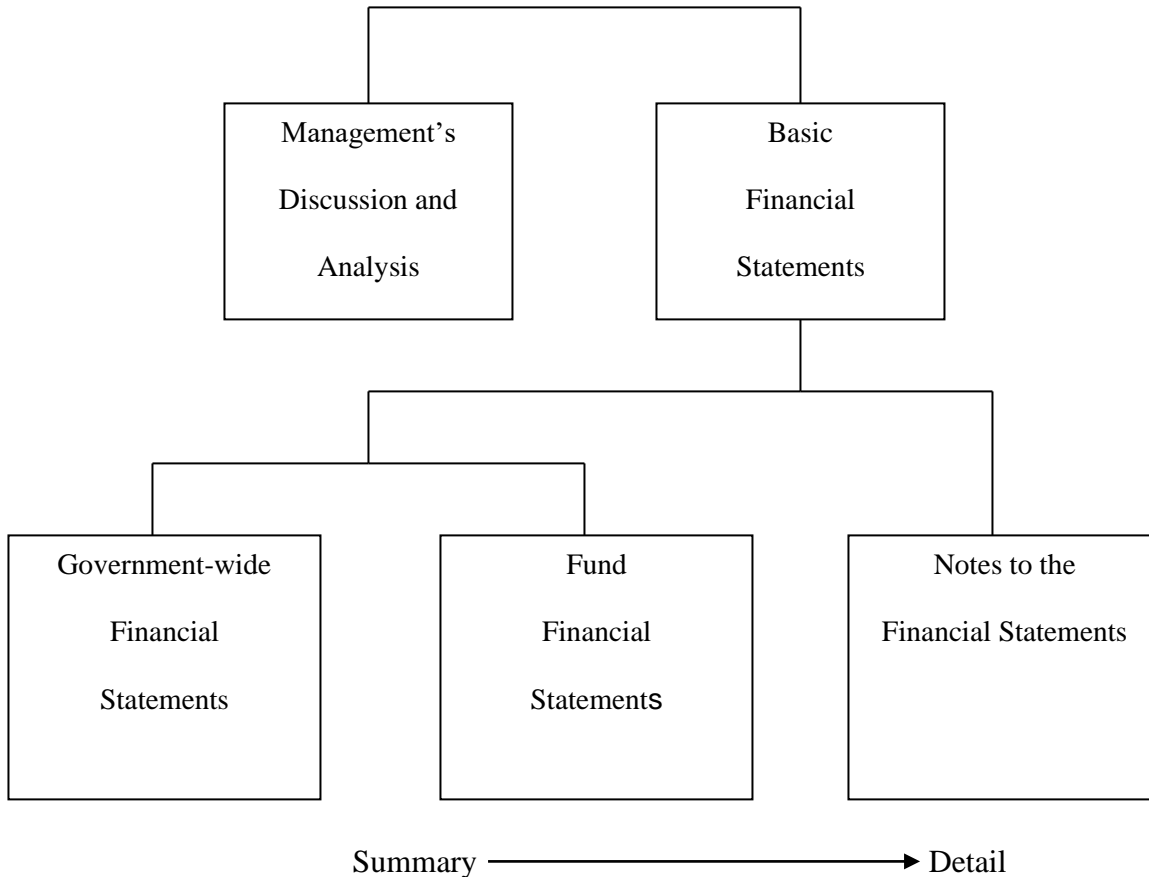 Management’s
Discussion and
Analysis
Basic
Financial
Statements
Government-wide
Financial
Statements
Fund
Financial
Statements
Notes to the
Financial Statements
Summary
Detail